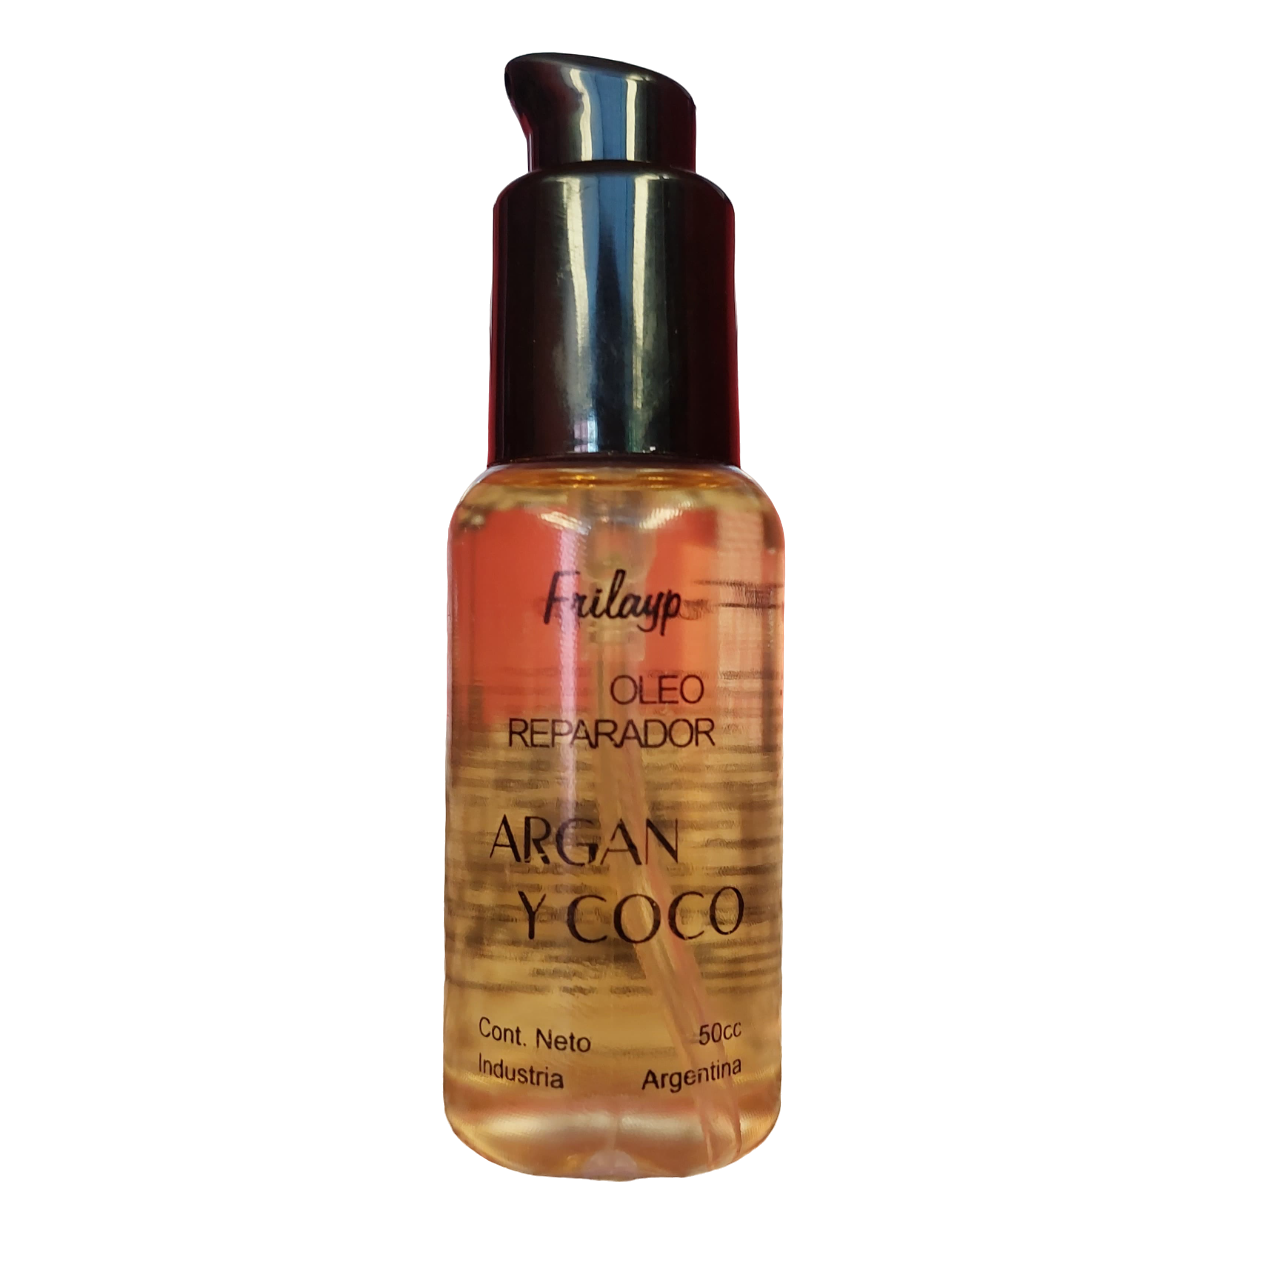 Frilayp
OLEO
REPARADOR
ARGAN
Y COCO
Cont. Neto 50cc
Industria Argentina